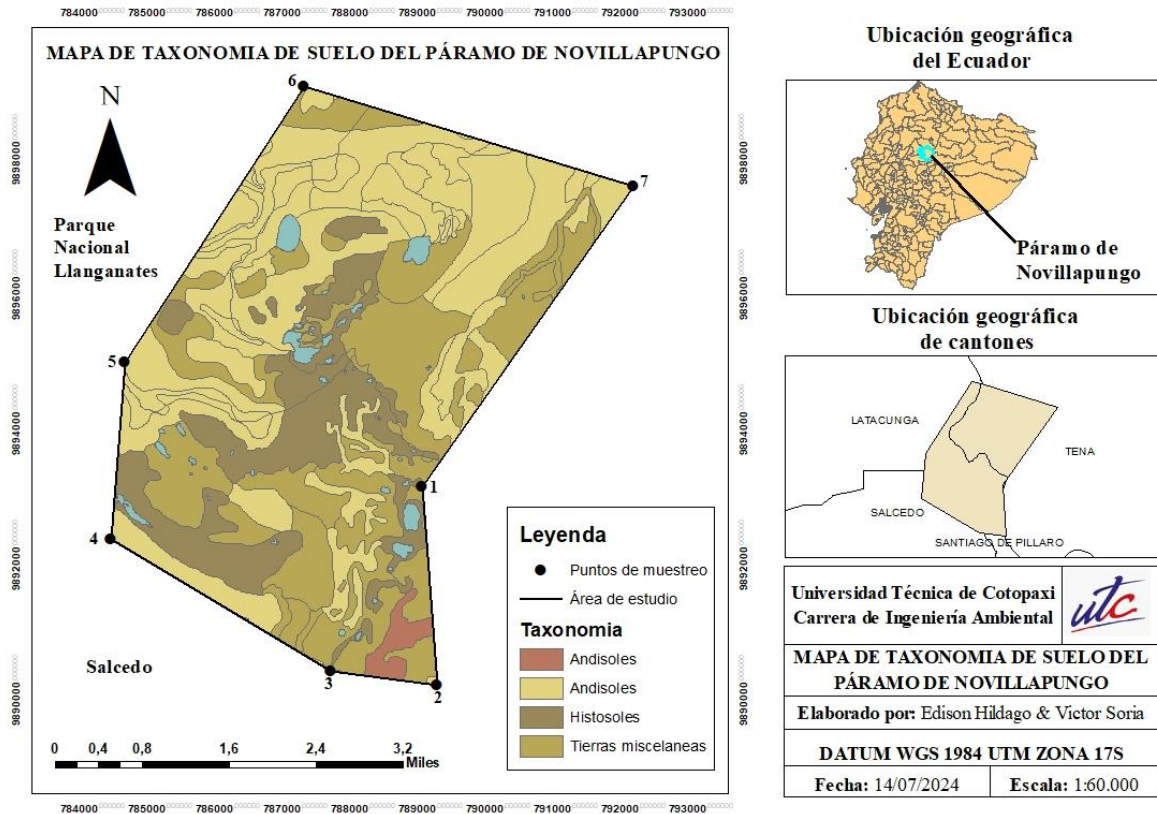 784000 785000 786000 787000 788000 789000 790000 791000 792000 793000
MAPA DE TAXONOMIA DE SUELO DEL PÁRAMO DE NOVILLAPUNGO
N
Parque
Nacional
Llanganates
Salcedo
6
7
5
1
4
3
2
9898000
9896000
9894000
9892000
9890000
9898000
9896000
9894000
9892000
9890000
Leyenda
Puntos de muestreo
Área de estudio
Taxonomia
Andisoles
Andisoles
Histosoles
Tierras miscelaneas
0 0,4 0,8 1,6 2,4 3,2
Miles
784000 785000 786000 787000 788000 789000 790000 791000 792000 793000
Ubicación geográfica
del Ecuador
Páramo de
Novillapungo
Ubicación geográfica
de cantones
LATACUNGA
TENA
SALCEDO
SANTIAGO DE PILLARO
Universidad Técnica de Cotopaxi
Carrera de Ingeniería Ambiental
utc
MAPA DE TAXONOMIA DE SUELO DEL
PÁRAMO DE NOVILLAPUNGO
Elaborado por: Edison Hildago & Victor Soria
DATUM WGS 1984 UTM ZONA 17S
Fecha: 14/07/2024 Escala: 1:60.000